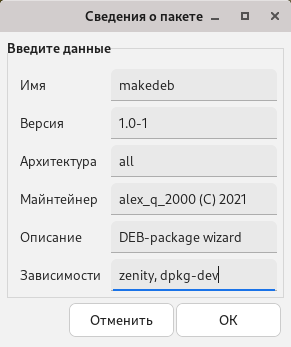 Сведения о пакете
Введите данные
Имя makedeb
Версия 1.0-1
Архитектура all
Майнтейнер alex_q_2000 (C) 2021
Описание DEB-package wizard
Зависимости zenity, dpkg-dev
Отменить ОК